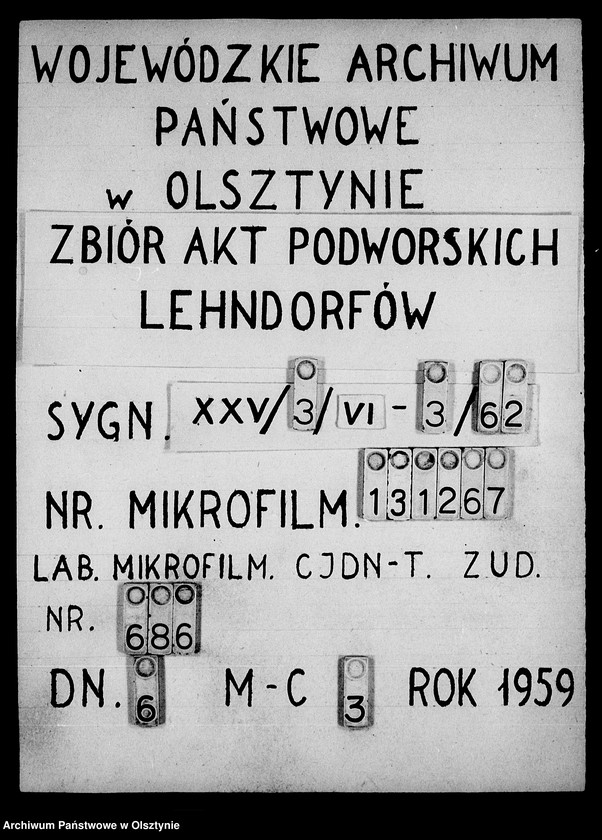 WOJEWÓDZKIE ARCHIWUM
PAŃSTWOWE
w OLSZTYNIE
ZBIÓR AKT PODWORSKICH
LEHNDORFÓW
SYGN. XXV/3/VI-3/62
NR. MIKROFILM. 131267
LAB. MIKROFILM. CJDN-T. ZUD.
NR. 686
DN. 6 M-C 3 ROK 1959
Archiwum Państwowe w Olsztynie